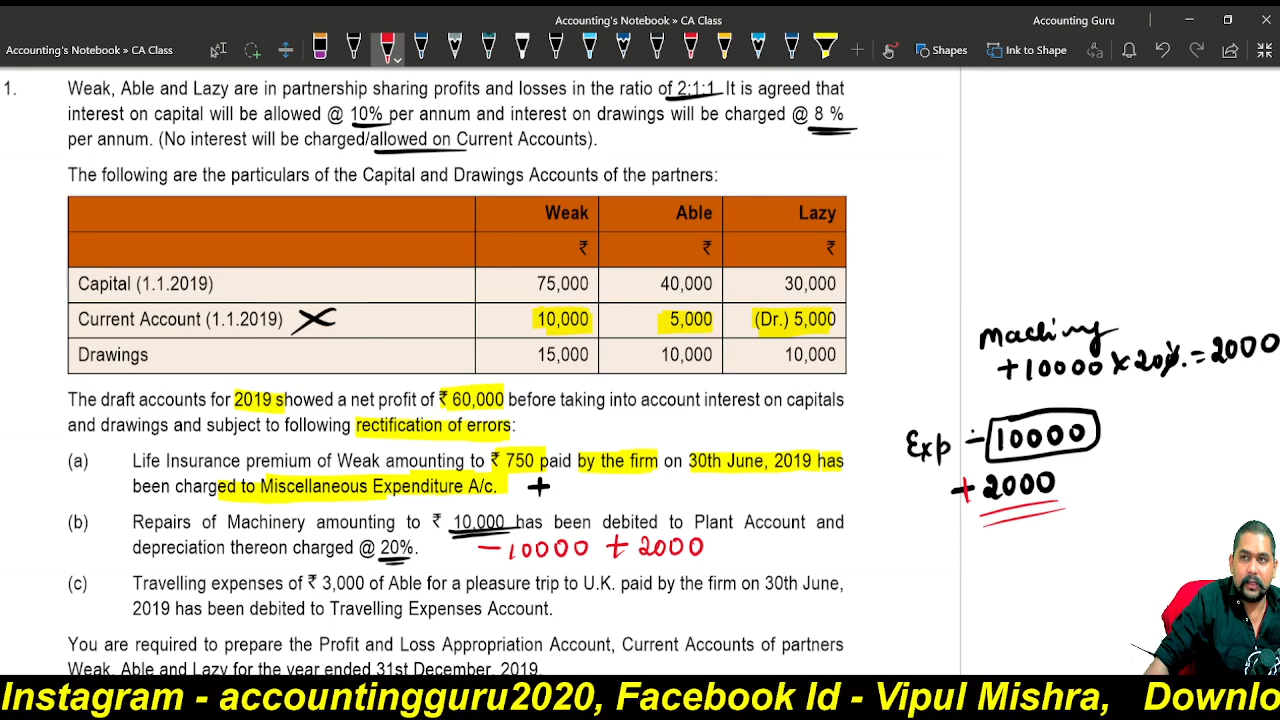 Accounting's Notebook » CA Class
Accounting Guru
Accounting's Notebook » CA Class
Shapes
Ink to Shape
1. Weak, Able and Lazy are in partnership sharing profits and losses in the ratio of 2:1:1. It is agreed that
interest on capital will be allowed @ 10% per annum and interest on drawings will be charged @ 8 %
per annum. (No interest will be charged/allowed on Current Accounts).
The following are the particulars of the Capital and Drawings Accounts of the partners:
Weak Able Lazy
₹ ₹ ₹
Capital (1.1.2019) 75,000 40,000 30,000
Current Account (1.1.2019) 10,000 5,000 (Dr.) 5,000
Drawings 15,000 10,000 10,000
Machinery
+10000 × 20%. = 2000
The draft accounts for 2019 showed a net profit of ₹ 60,000 before taking into account interest on capitals
and drawings and subject to following rectification of errors:
Exp - 10000
+ 2000
(a) Life Insurance premium of Weak amounting to ₹ 750 paid by the firm on 30th June, 2019 has
been charged to Miscellaneous Expenditure A/c. +
(b) Repairs of Machinery amounting to ₹ 10,000 has been debited to Plant Account and
depreciation thereon charged @ 20%. - 10000 + 2000
(c) Travelling expenses of ₹ 3,000 of Able for a pleasure trip to U.K. paid by the firm on 30th June,
2019 has been debited to Travelling Expenses Account.
You are required to prepare the Profit and Loss Appropriation Account, Current Accounts of partners
Weak, Able and Lazy for the year ended 31st December, 2019.
Instagram - accountingguru2020, Facebook Id - Vipul Mishra, Downlo